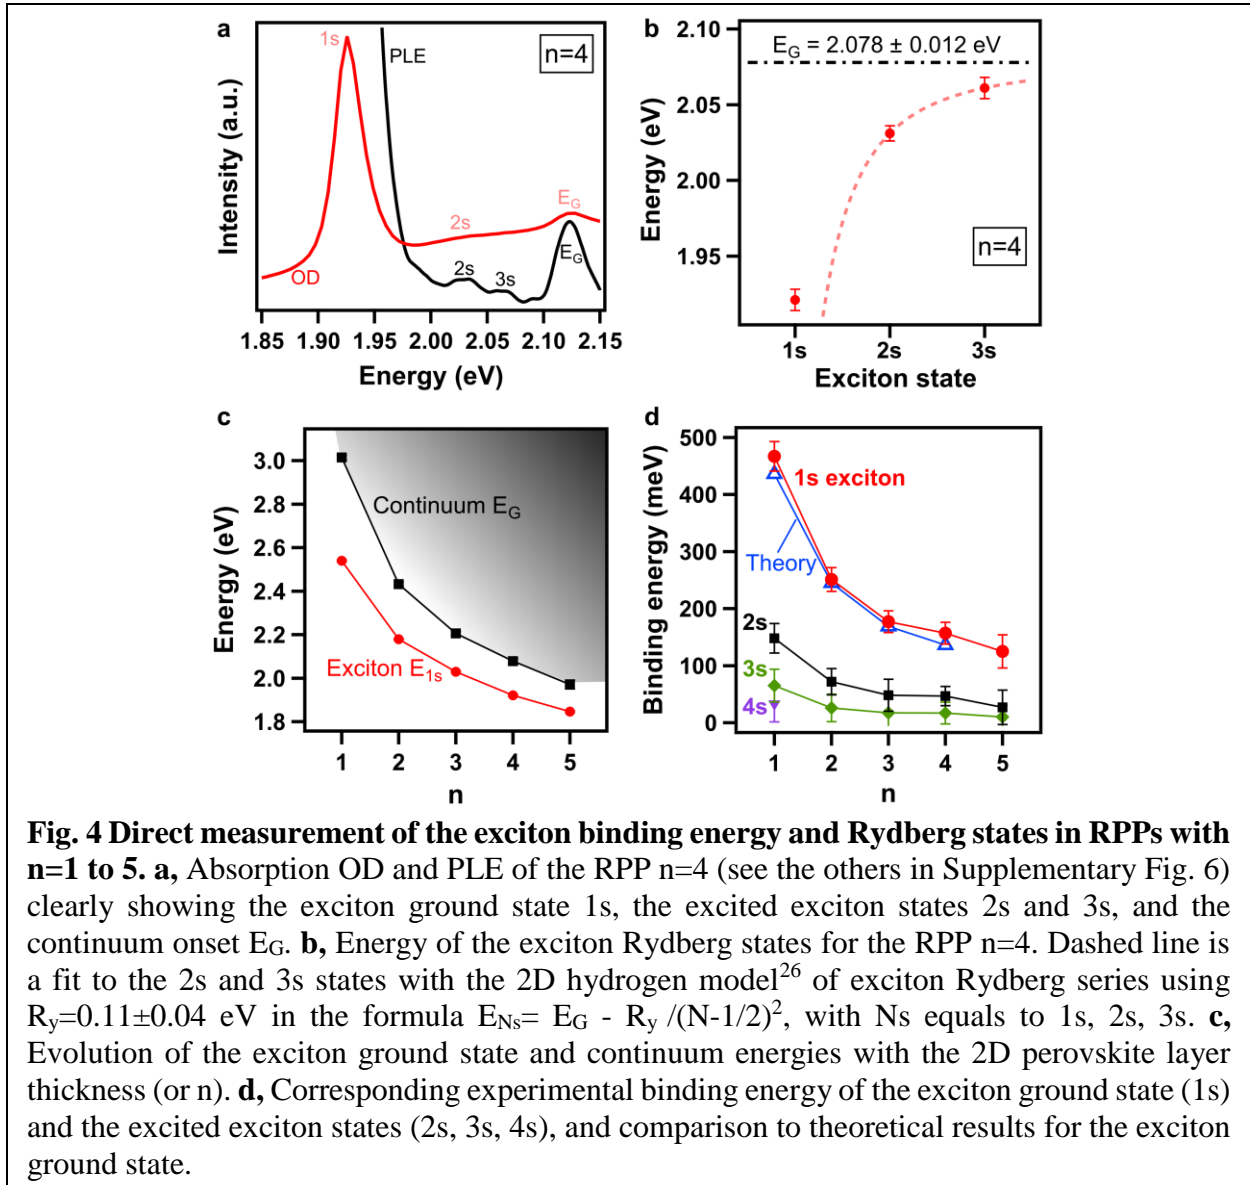 a
1s
PLE
n=4
2s
E_G
2s
3s
E_G
OD
Intensity (a.u.)
1.85 1.90 1.95 2.00 2.05 2.10 2.15
Energy (eV)
b
E_G = 2.078 ± 0.012 eV
2.10
2.05
2.00
1.95
Energy (eV)
n=4
1s 2s 3s
Exciton state
c
3.0
2.8
2.6
2.4
2.2
2.0
1.8
Energy (eV)
Continuum E_G
Exciton E_1s
1 2 3 4 5
n
d
500
400
300
200
100
0
Binding energy (meV)
1s exciton
Theory
2s
3s
4s
1 2 3 4 5
n
Fig. 4 Direct measurement of the exciton binding energy and Rydberg states in RPPs with
n=1 to 5. a, Absorption OD and PLE of the RPP n=4 (see the others in Supplementary Fig. 6)
clearly showing the exciton ground state 1s, the excited exciton states 2s and 3s, and the
continuum onset E_G. b, Energy of the exciton Rydberg states for the RPP n=4. Dashed line is
a fit to the 2s and 3s states with the 2D hydrogen model^26 of exciton Rydberg series using
R_y=0.11±0.04 eV in the formula E_Ns= E_G - R_y /(N-1/2)^2, with Ns equals to 1s, 2s, 3s. c,
Evolution of the exciton ground state and continuum energies with the 2D perovskite layer
thickness (or n). d, Corresponding experimental binding energy of the exciton ground state (1s)
and the excited exciton states (2s, 3s, 4s), and comparison to theoretical results for the exciton
ground state.